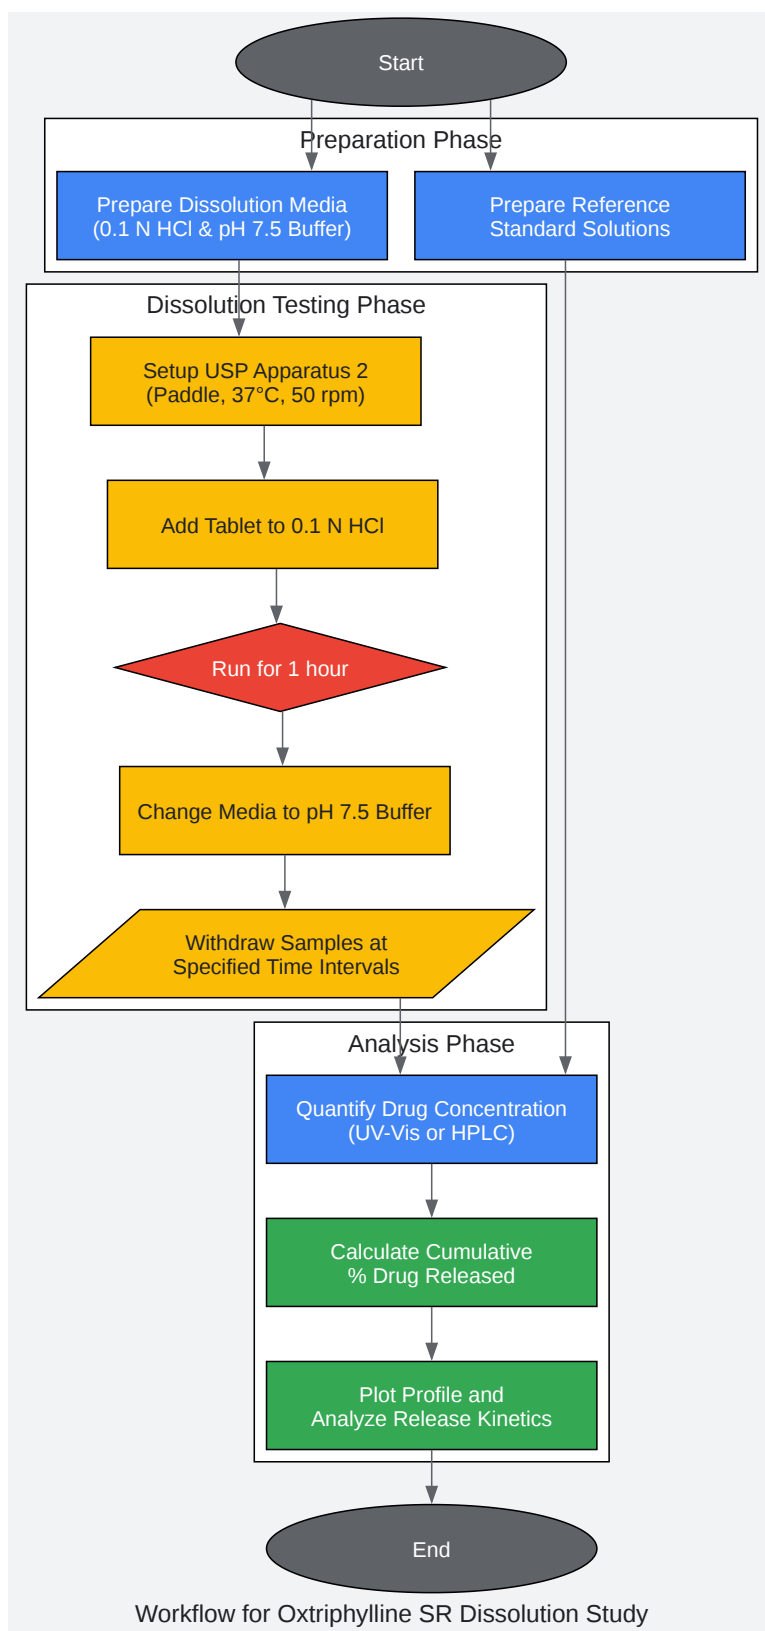 Start
Preparation Phase
Prepare Dissolution Media
(0.1 N HCl & pH 7.5 Buffer)
Prepare Reference
Standard Solutions
Dissolution Testing Phase
Setup USP Apparatus 2
(Paddle, 37°C, 50 rpm)
Add Tablet to 0.1 N HCl
Run for 1 hour
Change Media to pH 7.5 Buffer
Withdraw Samples at
Specified Time Intervals
Analysis Phase
Quantify Drug Concentration
(UV-Vis or HPLC)
Calculate Cumulative
% Drug Released
Plot Profile and
Analyze Release Kinetics
End
Workflow for Oxtriphylline SR Dissolution Study